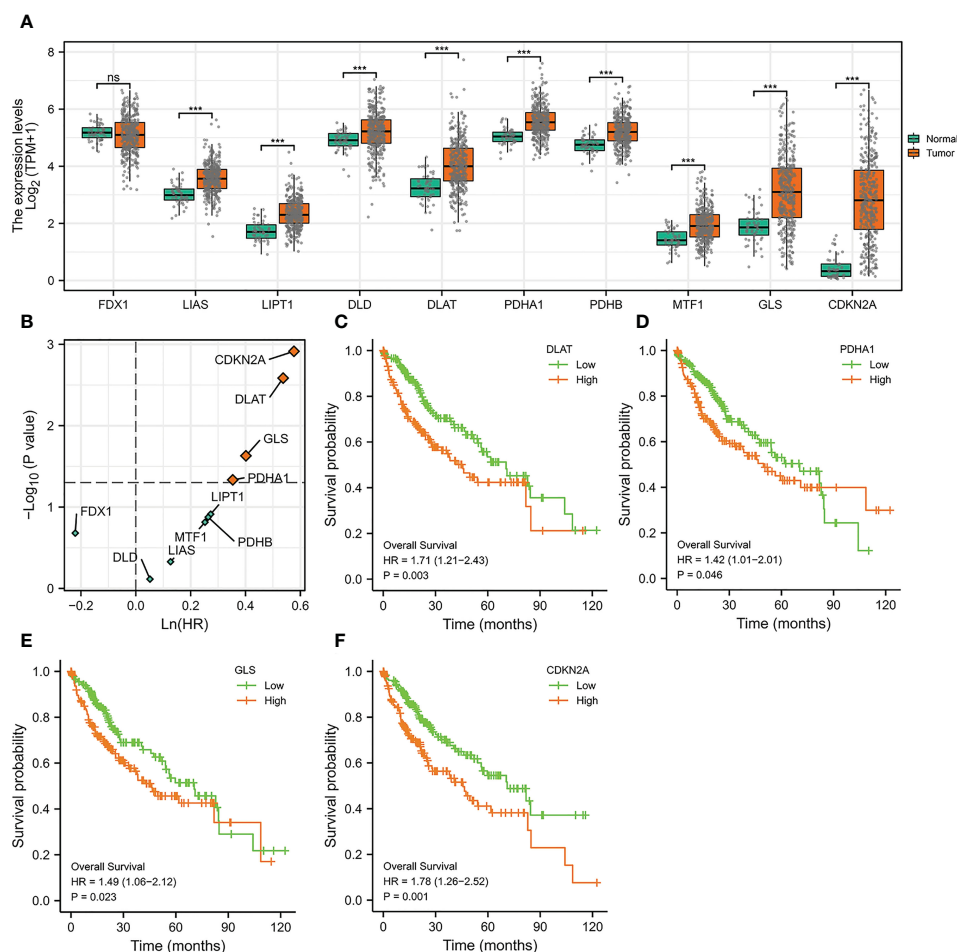 A
The expression levels
Log2 (TPM+1)
8
6
4
2
0
ns
***
***
***
***
***
***
***
***
***
FDX1
LIAS
LIPT1
DLD
DLAT
PDHA1
PDHB
MTF1
GLS
CDKN2A
Normal
Tumor
B
−Log10 (P value)
3
2
1
0
CDKN2A
DLAT
GLS
PDHA1
LIPT1
FDX1
MTF1
PDHB
LIAS
DLD
−0.2
0.0
0.2
0.4
0.6
Ln(HR)
C
Survival probability
1.0
0.8
0.6
0.4
0.2
0.0
DLAT
Low
High
Overall Survival
HR = 1.71 (1.21−2.43)
P = 0.003
0
30
60
90
120
Time (months)
D
Survival probability
1.0
0.8
0.6
0.4
0.2
0.0
PDHA1
Low
High
Overall Survival
HR = 1.42 (1.01−2.01)
P = 0.046
0
30
60
90
120
Time (months)
E
Survival probability
1.0
0.8
0.6
0.4
0.2
0.0
GLS
Low
High
Overall Survival
HR = 1.49 (1.06−2.12)
P = 0.023
0
30
60
90
120
Time (months)
F
Survival probability
1.0
0.8
0.6
0.4
0.2
0.0
CDKN2A
Low
High
Overall Survival
HR = 1.78 (1.26−2.52)
P = 0.001
0
30
60
90
120
Time (months)